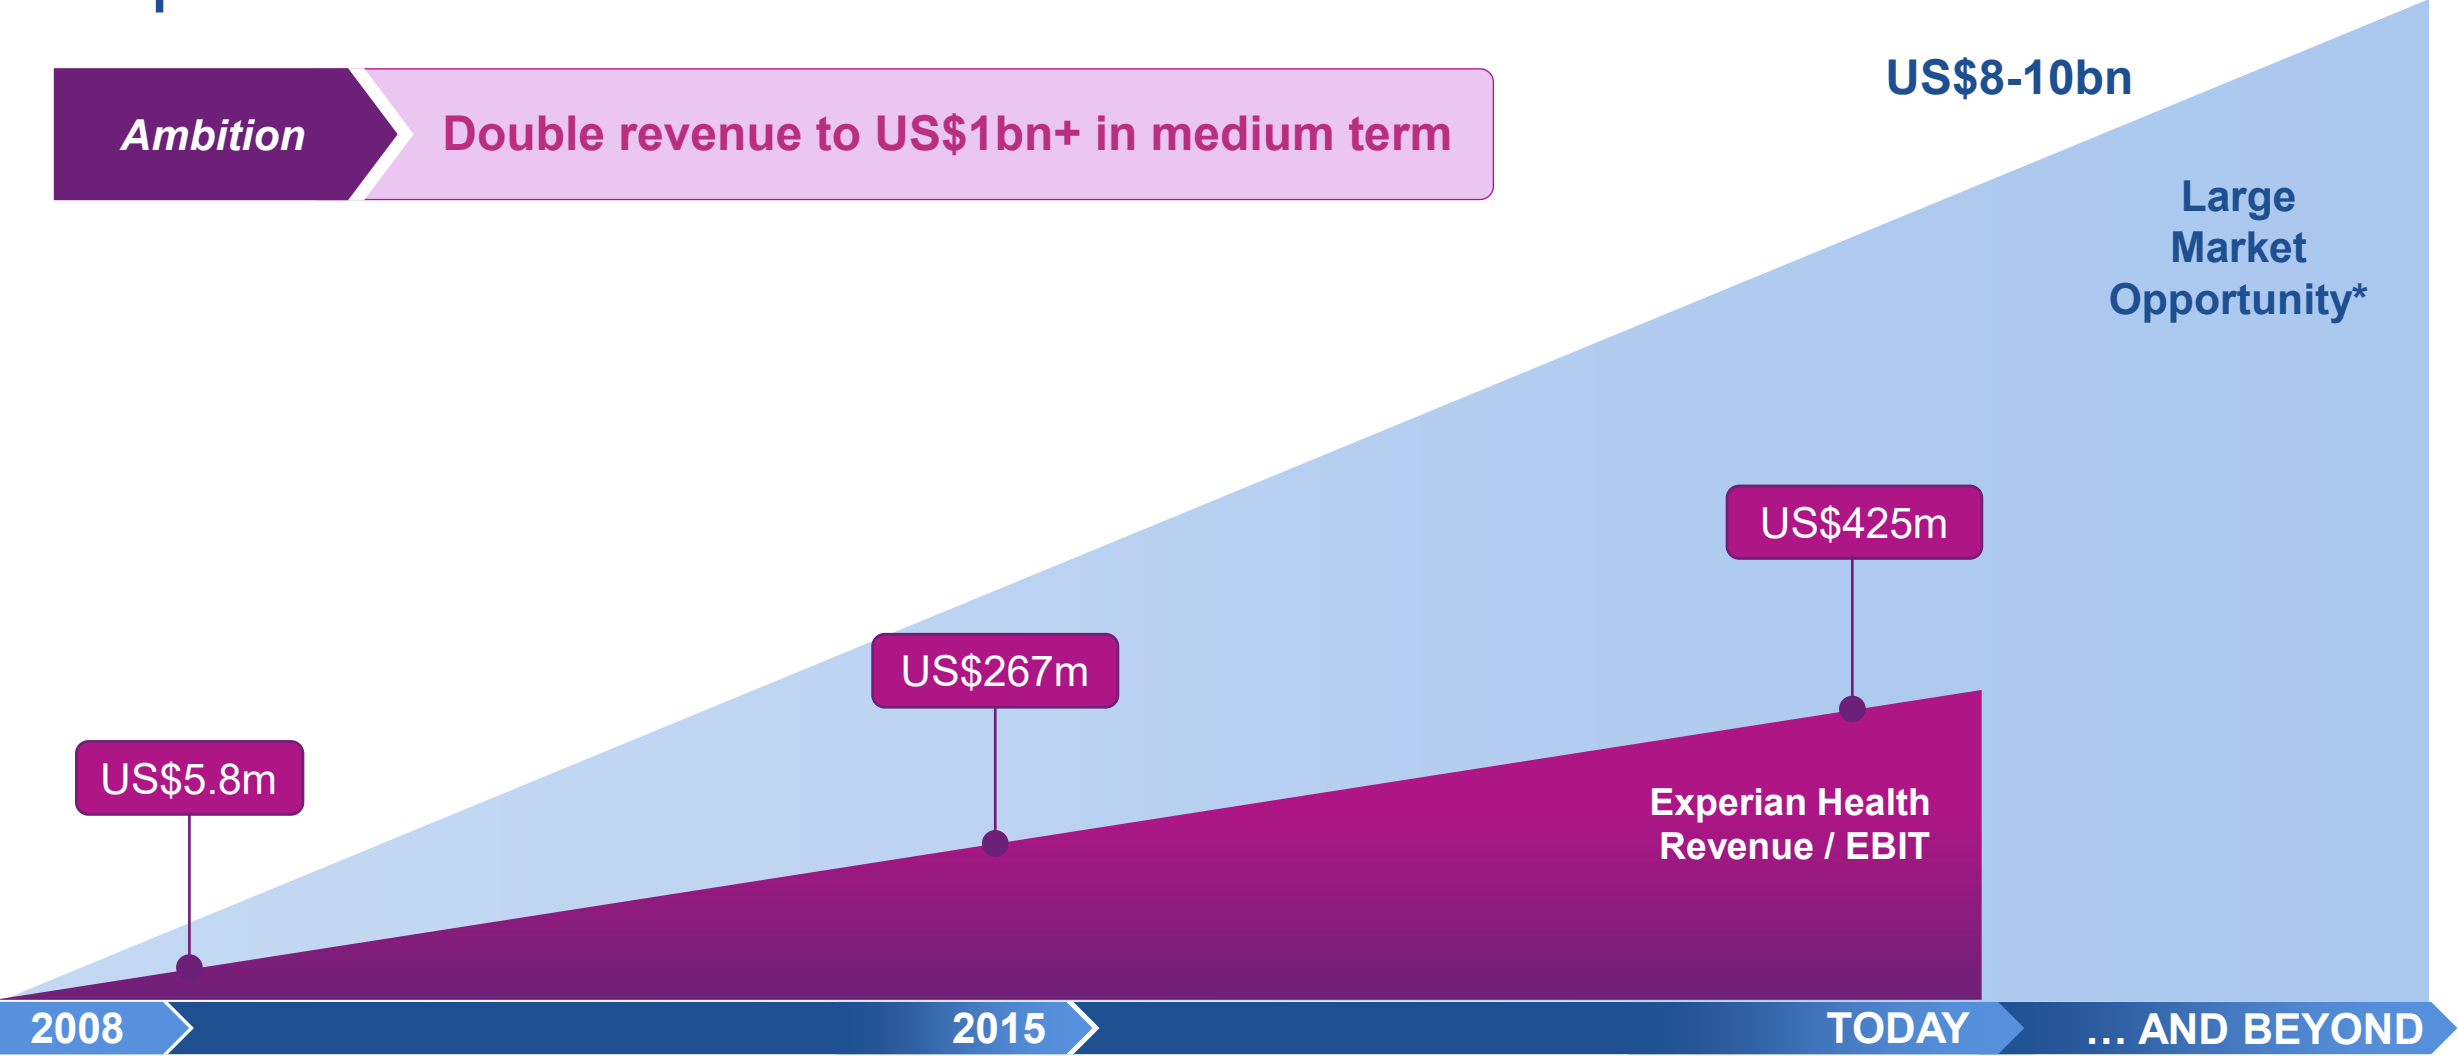 Ambition
Double revenue to US$1bn+ in medium term
US$8-10bn
Large
Market
Opportunity*
US$425m
US$267m
US$5.8m
Experian Health
Revenue / EBIT
2008
2015
TODAY
... AND BEYOND